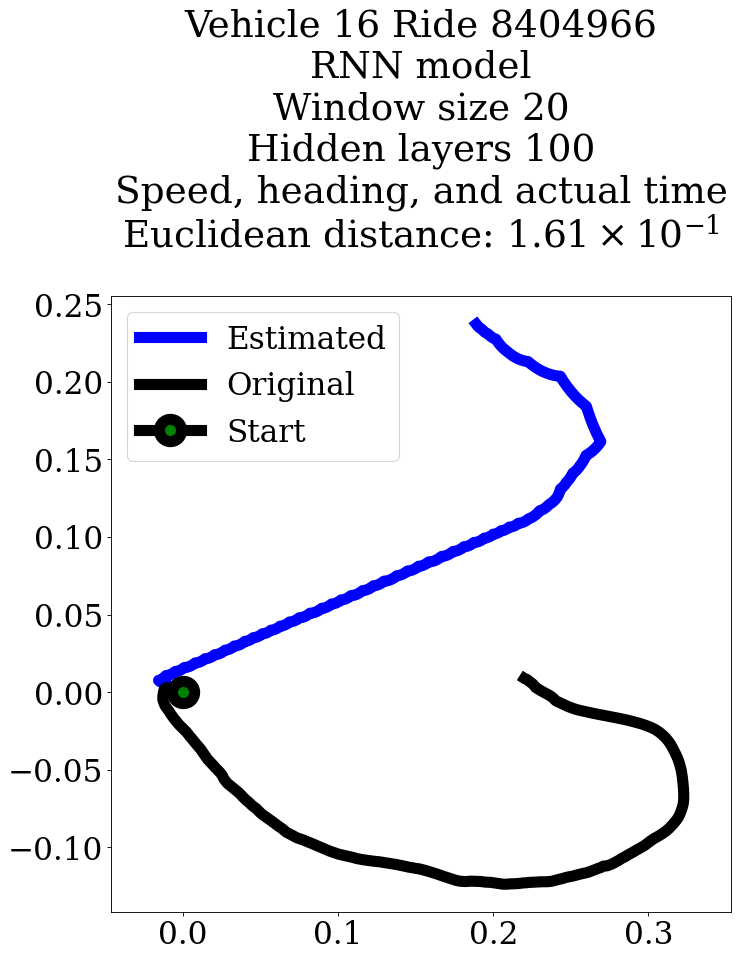 Vehicle 16 Ride 8404966
RNN model
Window size 20
Hidden layers 100
Speed, heading, and actual time
Euclidean distance: 1.61 × 10⁻¹
0.25
0.20
0.15
0.10
0.05
0.00
−0.05
−0.10
Estimated
Original
Start
0.0 0.1 0.2 0.3